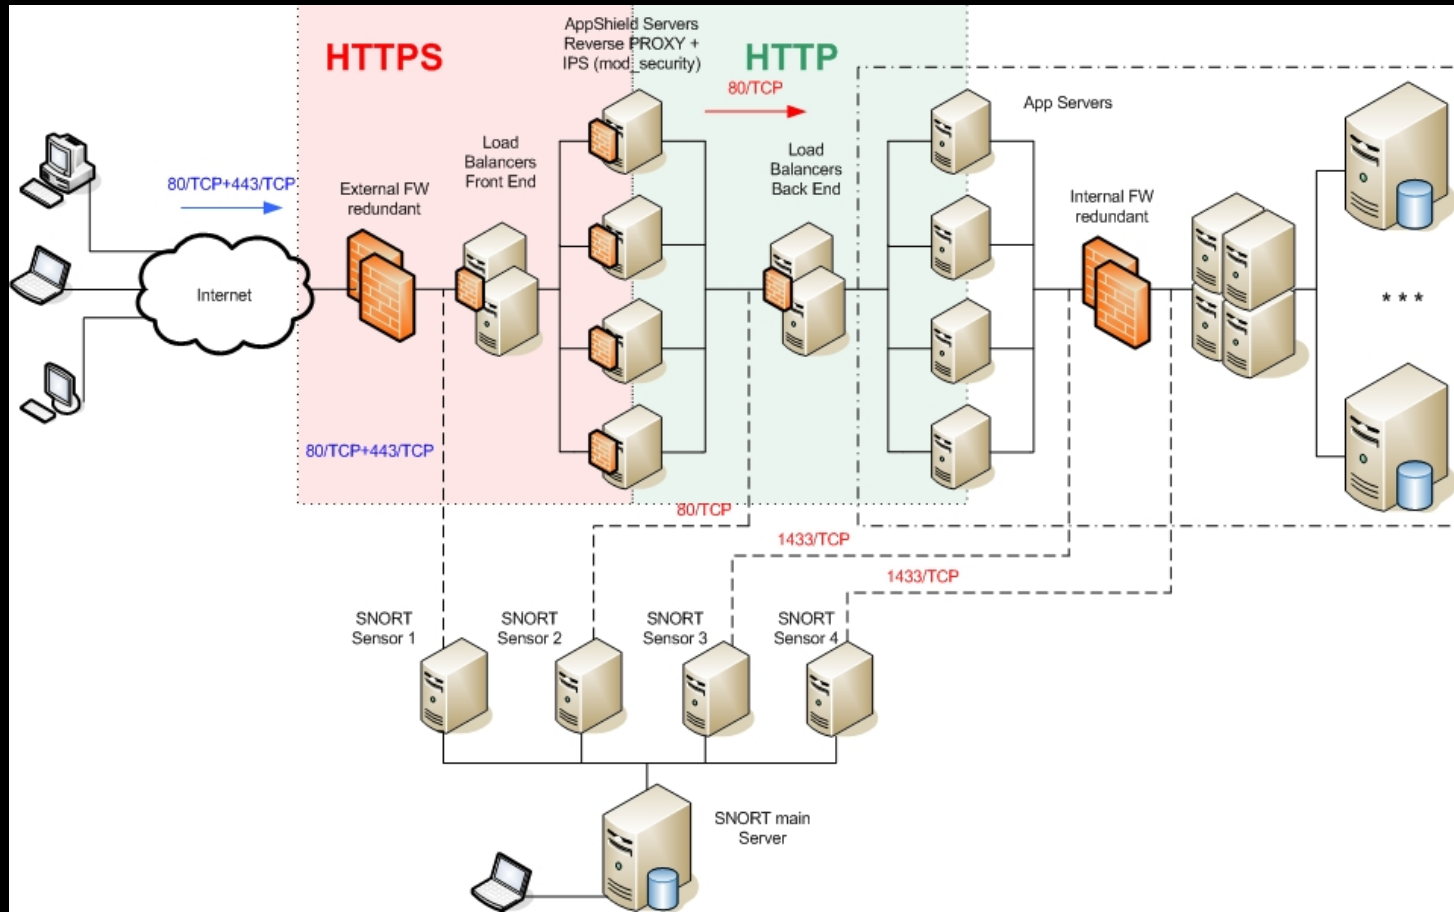 HTTPS
AppShield Servers
Reverse PROXY +
IPS (mod_security)
HTTP
80/TCP
App Servers
Load
Balancers
Front End
Load
Balancers
Back End
80/TCP+443/TCP
External FW
redundant
Internal FW
redundant
Internet
* * *
80/TCP+443/TCP
80/TCP
1433/TCP
1433/TCP
SNORT
Sensor 1
SNORT
Sensor 2
SNORT
Sensor 3
SNORT
Sensor 4
SNORT main
Server